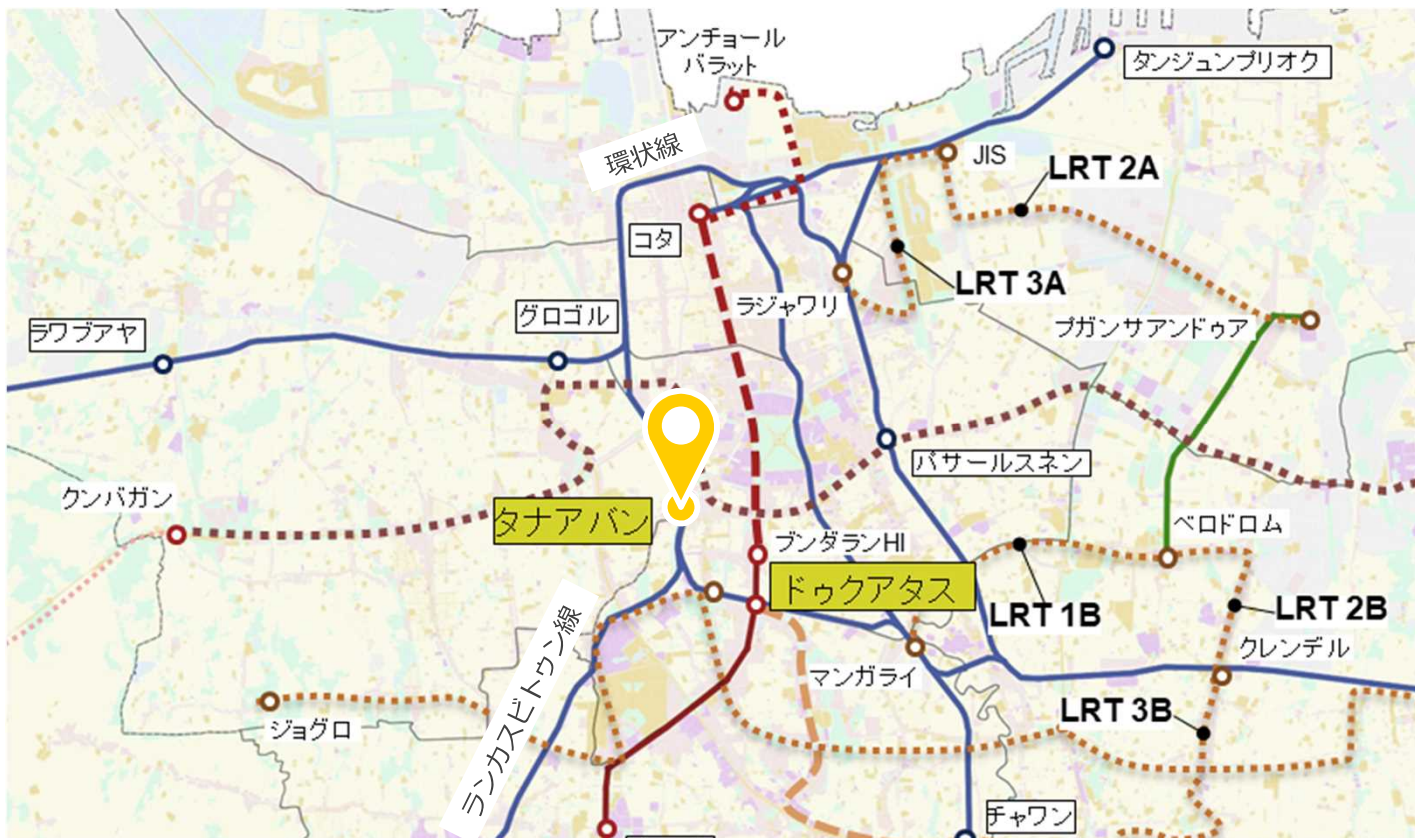 アンチョール
バラット
タンジュンブリオク
環状線
JIS
LRT 2A
コタ
LRT 3A
ラジャワリ
グロゴル
ラワブアヤ
プガンサアンドゥア
パサールスネン
クンバガン
タナアバン
ベロドロム
ブンダランHI
ドゥクアタス
LRT 1B
LRT 2B
クレンデル
マンガライ
ランカスビトゥン線
LRT 3B
ジョグロ
チャワン